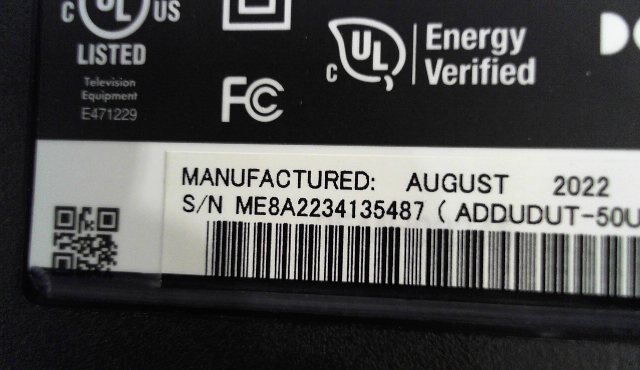 C UL US
LISTED
Television
Equipment
E471229
FC
C UL
Energy
Verified
MANUFACTURED: AUGUST 2022
S/N ME8A2234135487 ( ADDUDUT-50U